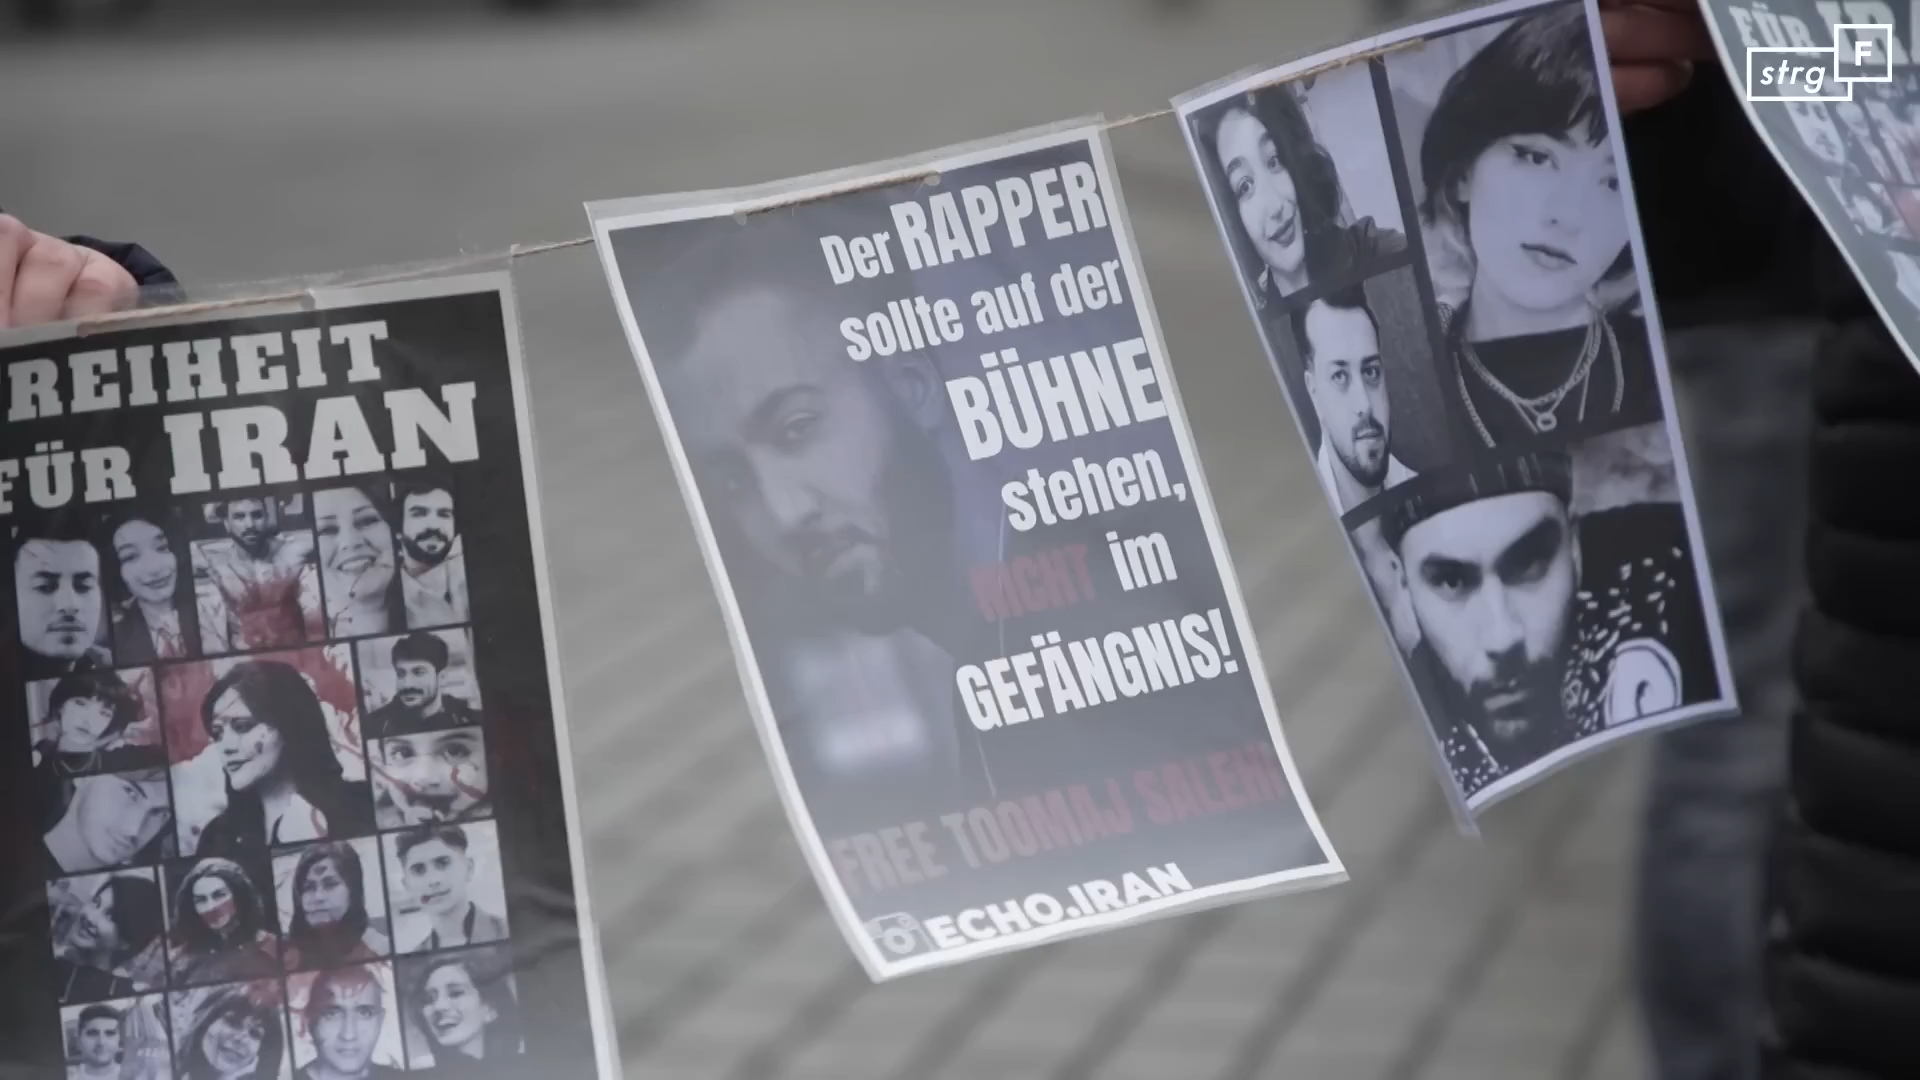 FREIHEIT
FÜR IRAN
Der RAPPER
sollte auf der
BÜHNE
stehen,
NICHT im
GEFÄNGNIS!
FREE TOOMAJ SALEHI
ECHO.IRAN
FÜR IRA
strg F